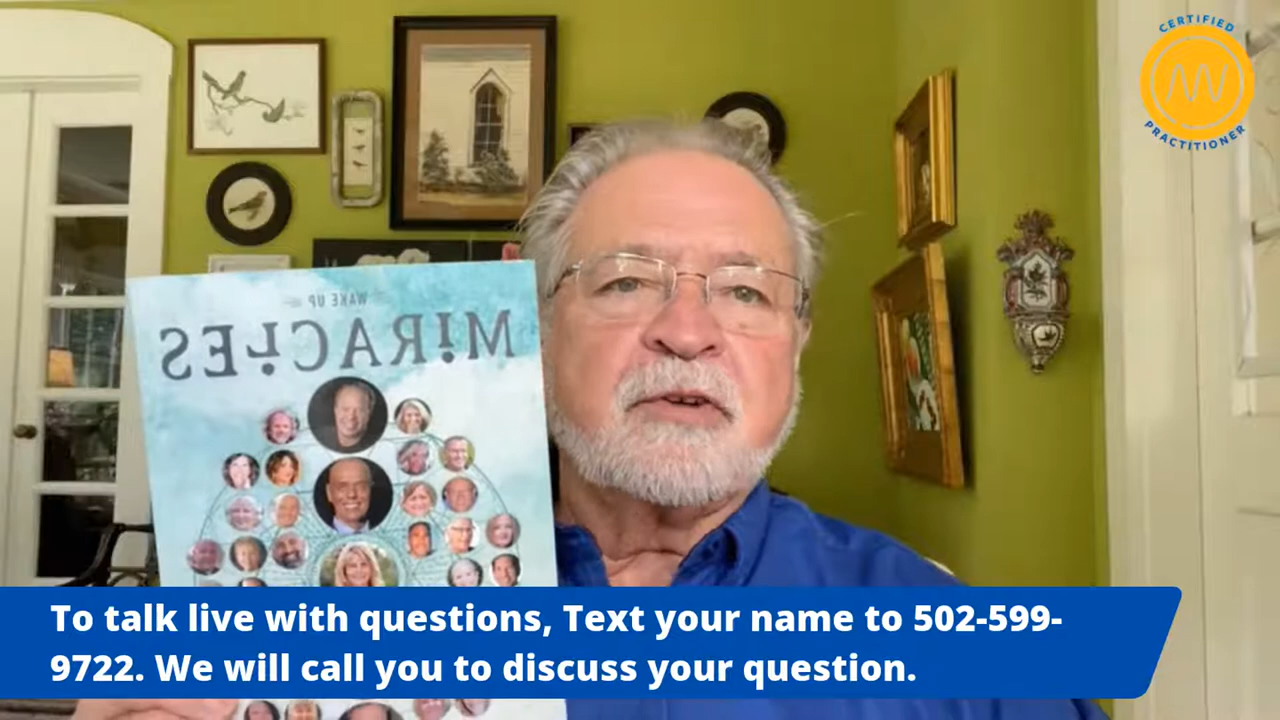 CERTIFIED
PRACTITIONER
WAKE UP
MiRACLES
To talk live with questions, Text your name to 502-599-
9722. We will call you to discuss your question.